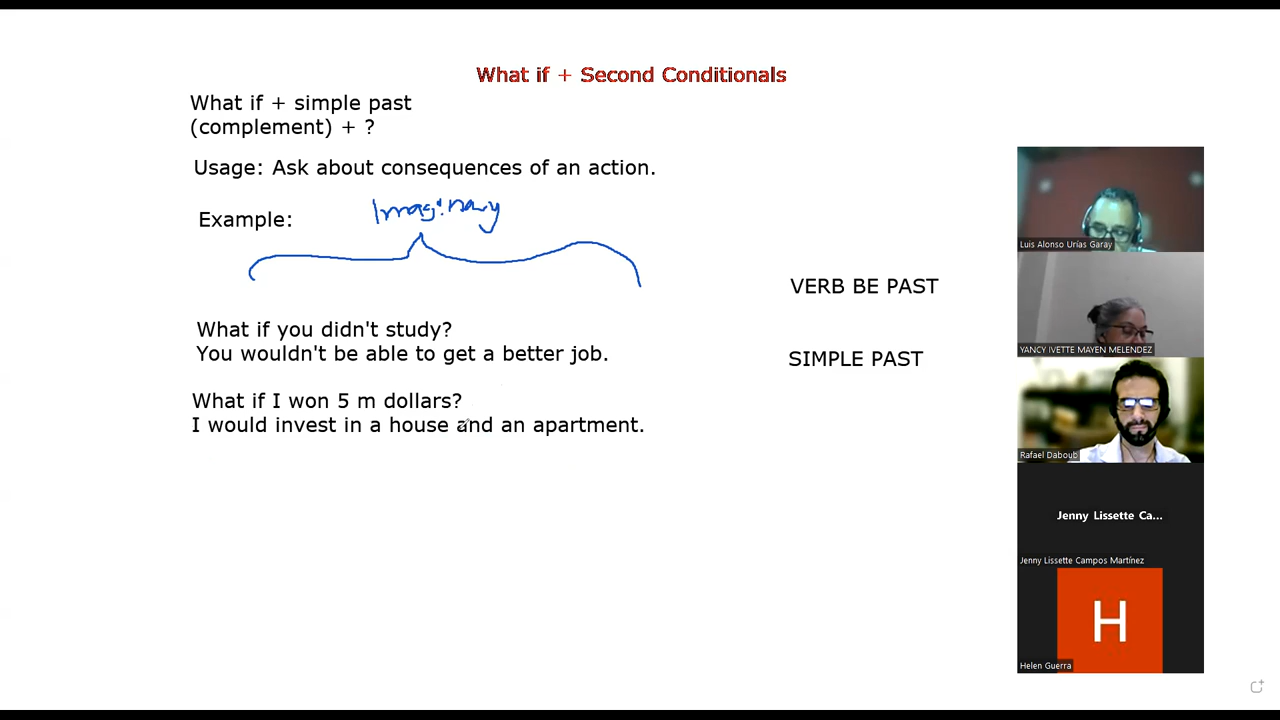 What if + Second Conditionals
What if + simple past
(complement) + ?
Usage: Ask about consequences of an action.
Imaginary
Example:
VERB BE PAST
What if you didn't study?
You wouldn't be able to get a better job.
SIMPLE PAST
What if I won 5 m dollars?
I would invest in a house and an apartment.
Luis Alonso Urías Garay
YANCY IVETTE MAYEN MELENDEZ
Rafael Daboub
Jenny Lissette Ca...
Jenny Lissette Campos Martínez
H
Helen Guerra